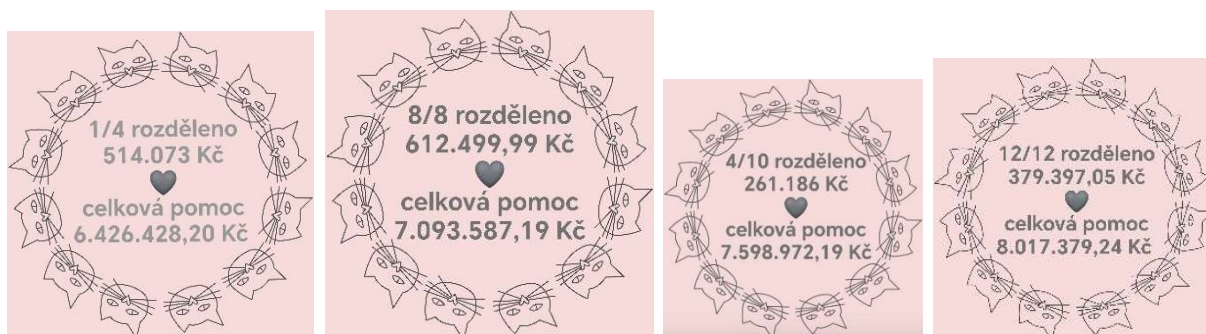 1/4 rozděleno
514.073 Kč
celková pomoc
6.426.428,20 Kč
8/8 rozděleno
612.499,99 Kč
celková pomoc
7.093.587,19 Kč
4/10 rozděleno
261.186 Kč
celková pomoc
7.598.972,19 Kč
12/12 rozděleno
379.397,05 Kč
celková pomoc
8.017.379,24 Kč